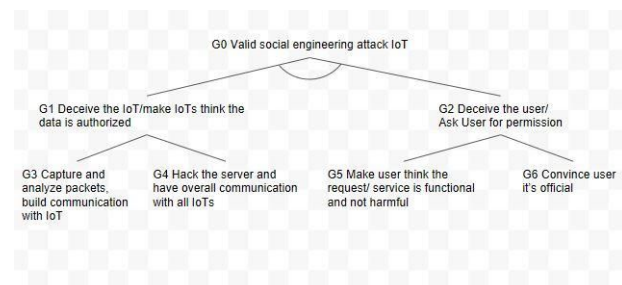 G0 Valid social engineering attack IoT
G1 Deceive the IoT/make IoTs think the
data is authorized
G2 Deceive the user/
Ask User for permission
G3 Capture and
analyze packets,
build communication
with IoT
G4 Hack the server and
have overall communication
with all IoTs
G5 Make user think the
request/ service is functional
and not harmful
G6 Convince user
it's official